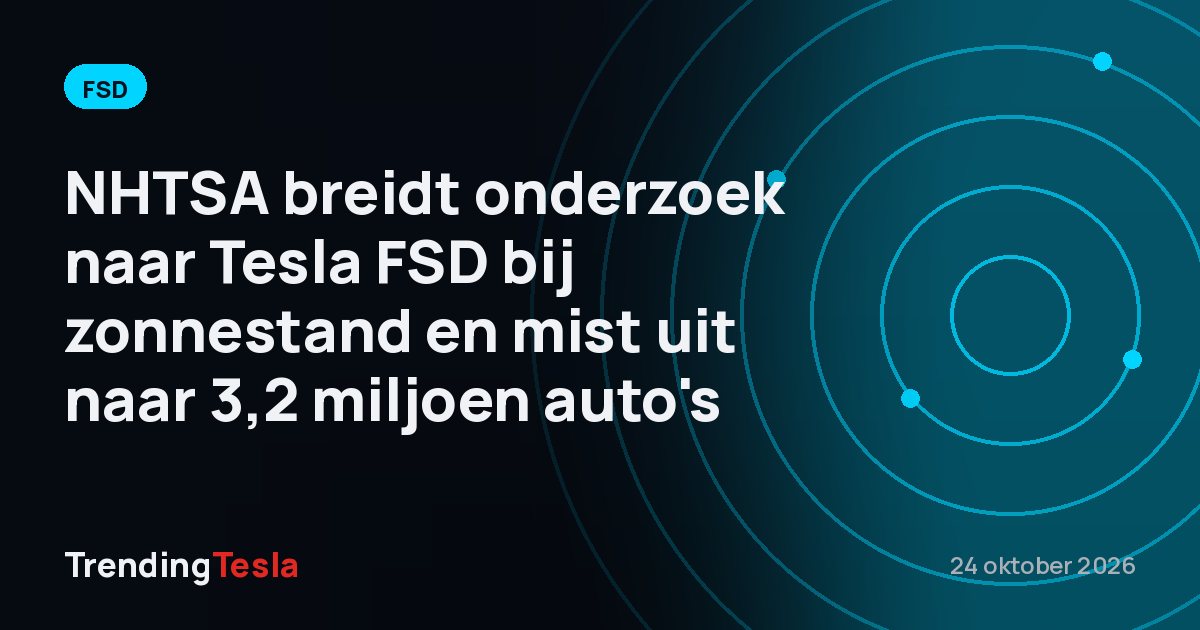 FSD
NHTSA breidt onderzoek
naar Tesla FSD bij
zonnestand en mist uit
naar 3,2 miljoen auto's
TrendingTesla
24 oktober 2026